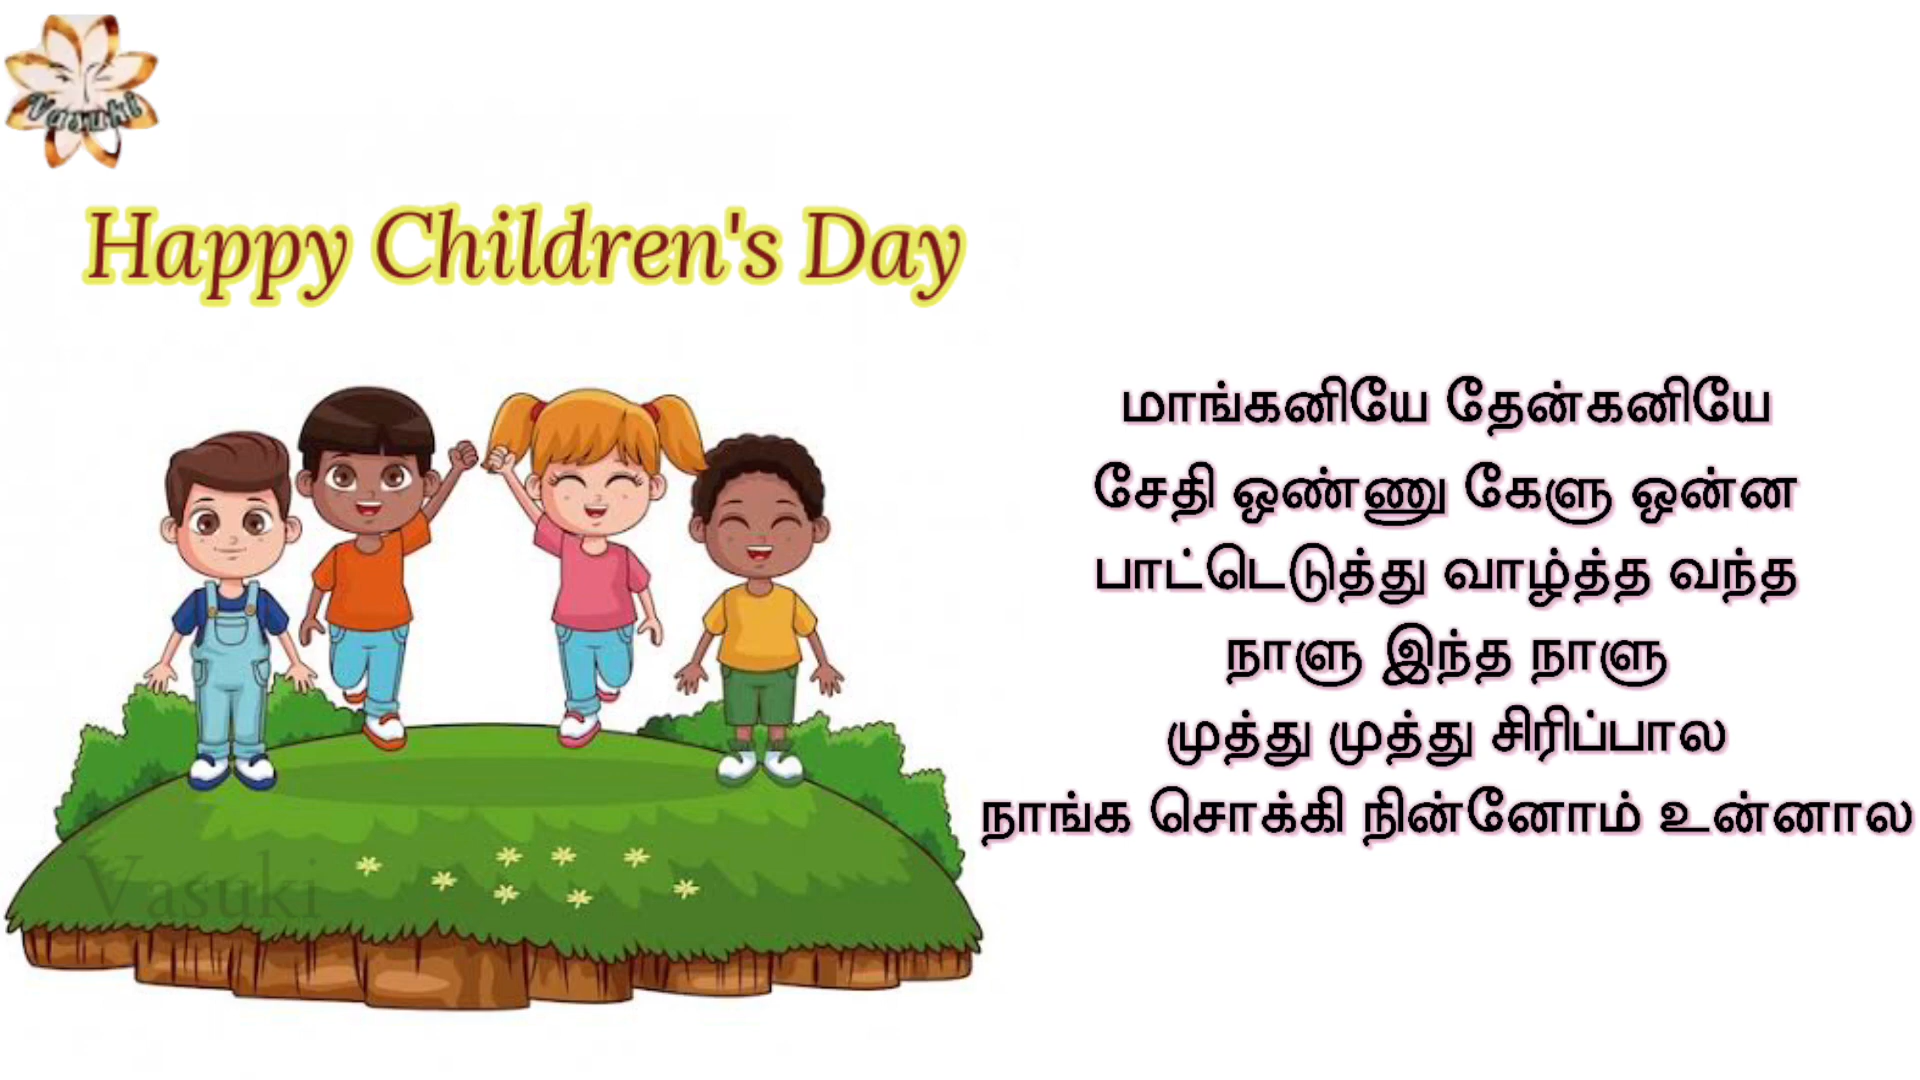 Vasuki
Happy Children's Day
மாங்கனியே தேன்கனியே
சேதி ஒண்ணு கேளு ஒன்ன
பாட்டெடுத்து வாழ்த்த வந்த
நாளு இந்த நாளு
முத்து முத்து சிரிப்பால
நாங்க சொக்கி நின்னோம் உன்னால
Vasuki